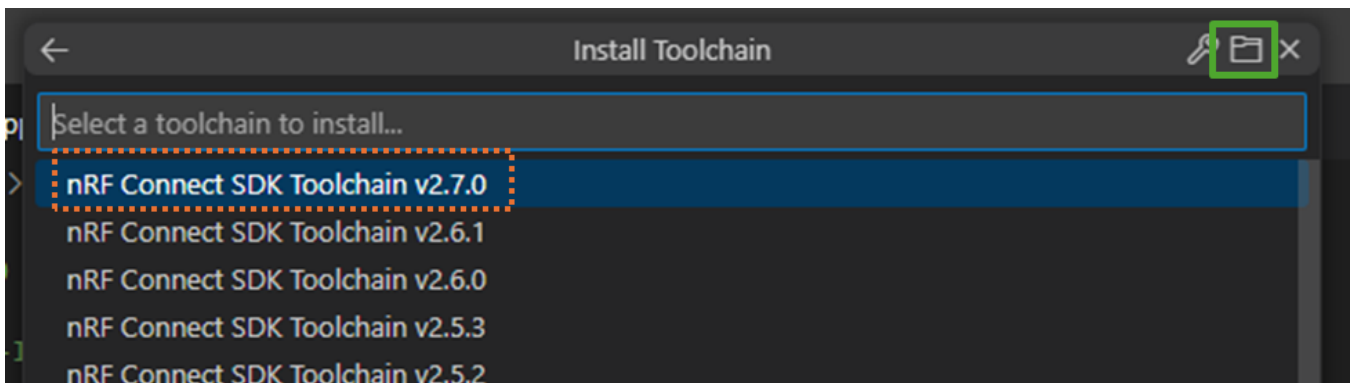 Install Toolchain
Select a toolchain to install...
nRF Connect SDK Toolchain v2.7.0
nRF Connect SDK Toolchain v2.6.1
nRF Connect SDK Toolchain v2.6.0
nRF Connect SDK Toolchain v2.5.3
nRF Connect SDK Toolchain v2.5.2